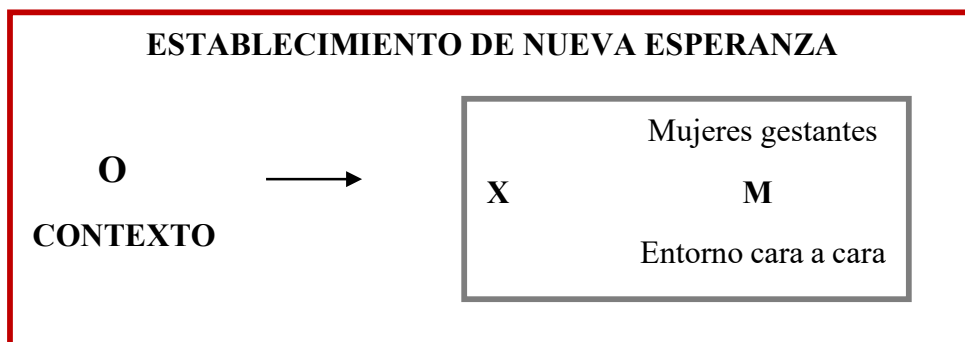 ESTABLECIMIENTO DE NUEVA ESPERANZA
Mujeres gestantes
O
X M
CONTEXTO
Entorno cara a cara